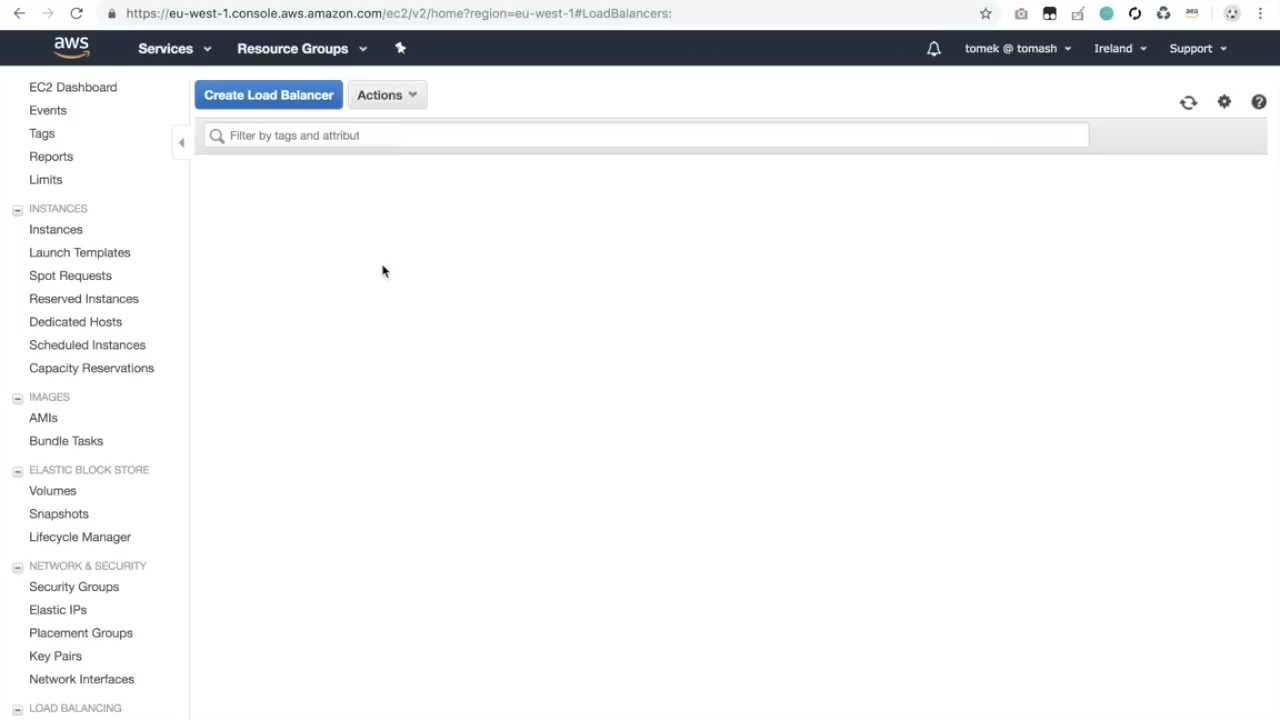 https://eu-west-1.console.aws.amazon.com/ec2/v2/home?region=eu-west-1#LoadBalancers:
aws
Services
Resource Groups
tomek @ tomash
Ireland
Support
EC2 Dashboard
Events
Tags
Reports
Limits
INSTANCES
Instances
Launch Templates
Spot Requests
Reserved Instances
Dedicated Hosts
Scheduled Instances
Capacity Reservations
IMAGES
AMIs
Bundle Tasks
ELASTIC BLOCK STORE
Volumes
Snapshots
Lifecycle Manager
NETWORK & SECURITY
Security Groups
Elastic IPs
Placement Groups
Key Pairs
Network Interfaces
LOAD BALANCING
Create Load Balancer
Actions
Filter by tags and attribut